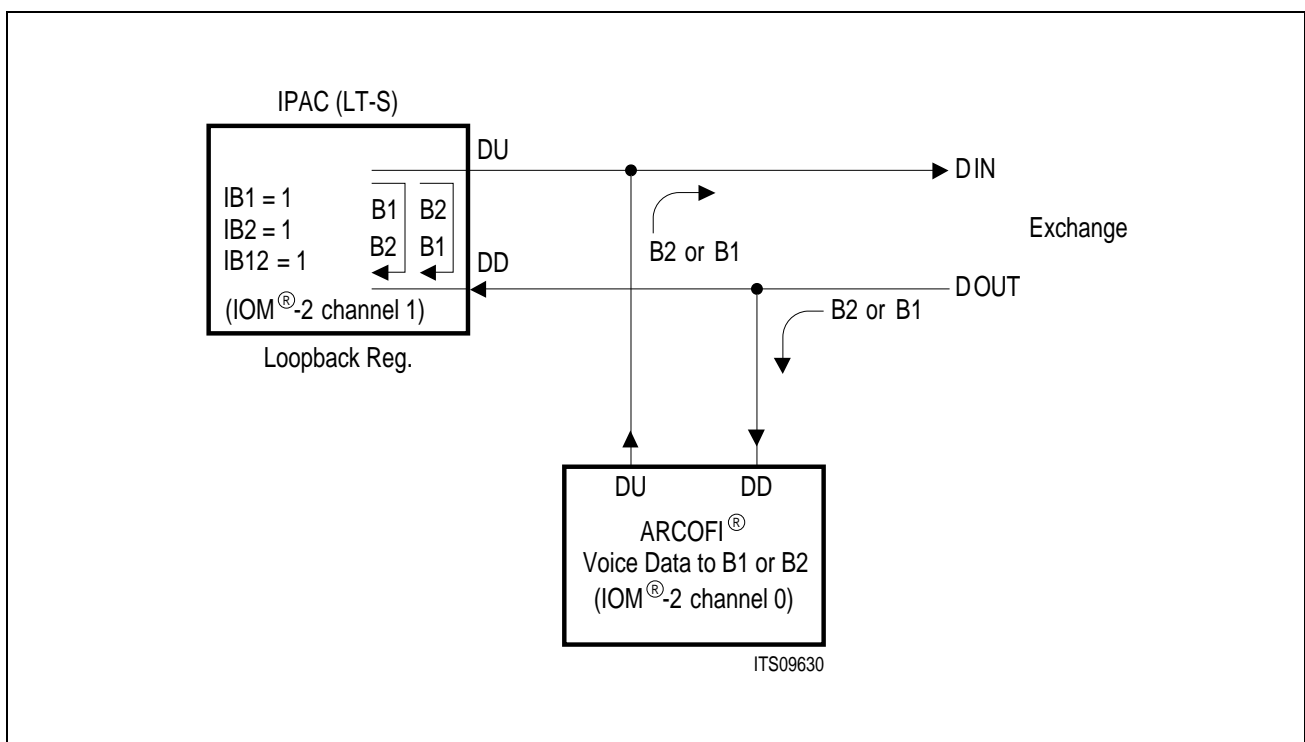 IPAC (LT-S)
DU
DIN
IB1 = 1
IB2 = 1
IB12 = 1
B1 B2
B2 B1
B2 or B1
Exchange
DD
DOUT
(IOM®-2 channel 1)
B2 or B1
Loopback Reg.
DU DD
ARCOFI®
Voice Data to B1 or B2
(IOM®-2 channel 0)
ITS09630